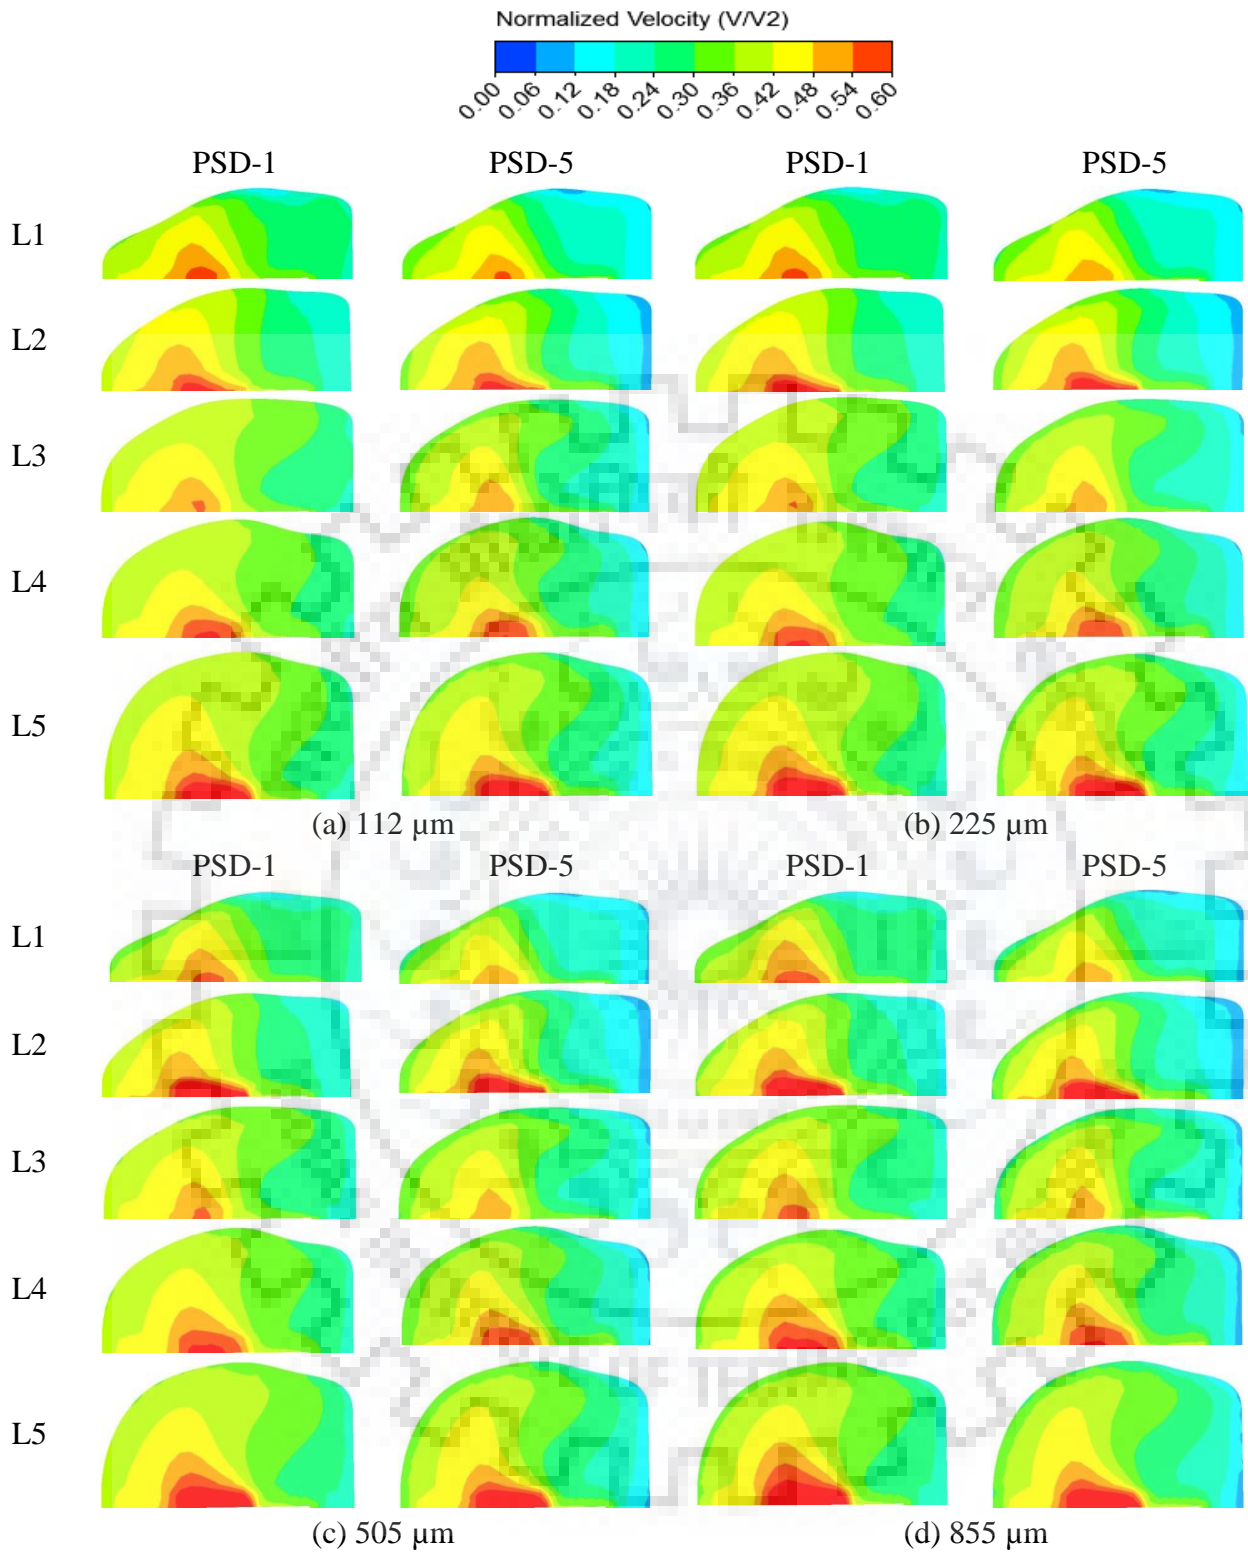 Normalized Velocity (V/V2)
0.00 0.06 0.12 0.18 0.24 0.30 0.36 0.42 0.48 0.54 0.60
PSD-1 PSD-5 PSD-1 PSD-5
L1
L2
L3
L4
L5
(a) 112 µm (b) 225 µm
PSD-1 PSD-5 PSD-1 PSD-5
L1
L2
L3
L4
L5
(c) 505 µm (d) 855 µm